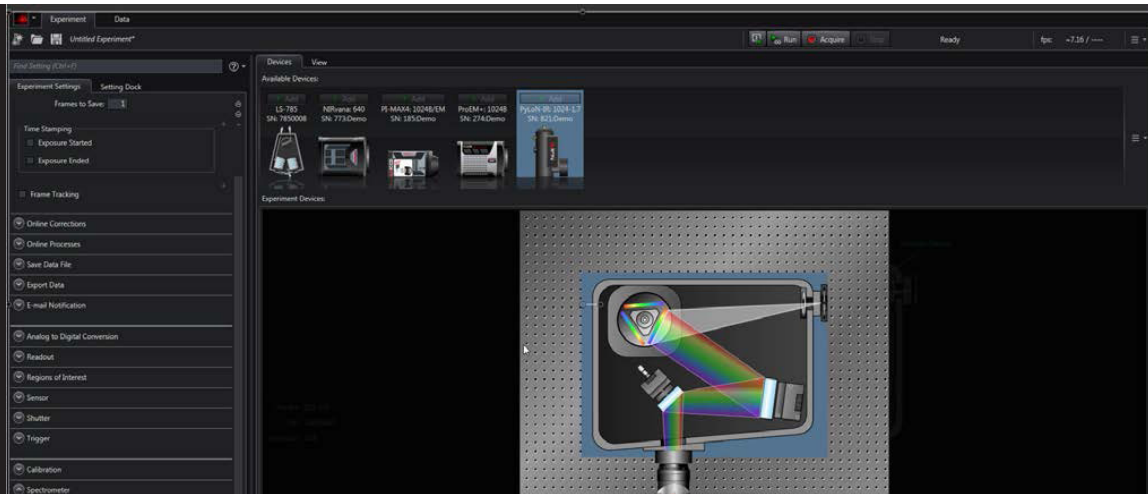 Experiment Data
Untitled Experiment*
Run Acquire Stop Ready fps: ~7.16 / ----
Find Setting (Ctrl+F)
Devices View
Available Devices:
Experiment Settings Setting Dock
Frames to Save: 1
Time Stamping
Exposure Started
Exposure Ended
Frame Tracking
Online Corrections
Online Processes
Save Data File
Export Data
E-mail Notification
Analog to Digital Conversion
Readout
Regions of Interest
Sensor
Shutter
Trigger
Calibration
Spectrometer
Add Add Add Add Add
LS-785 NIRvana: 640 PI-MAX4: 1024B/EM ProEM+: 1024B PyLoN-IR: 1024-1.7
SN: 7850008 SN: 773:Demo SN: 185:Demo SN: 274:Demo SN: 821:Demo
Experiment Devices: